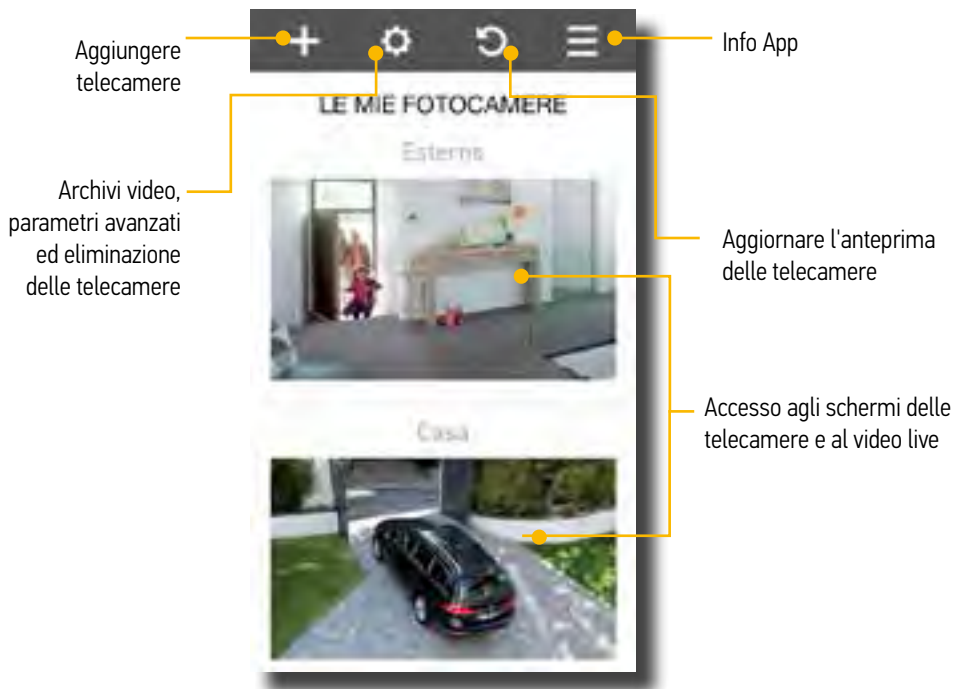 Aggiungere
telecamere
Info App
LE MIE FOTOCAMERE
Esterno
Archivi video,
parametri avanzati
ed eliminazione
delle telecamere
Aggiornare l'anteprima
delle telecamere
Accesso agli schermi delle
telecamere e al video live
Casa